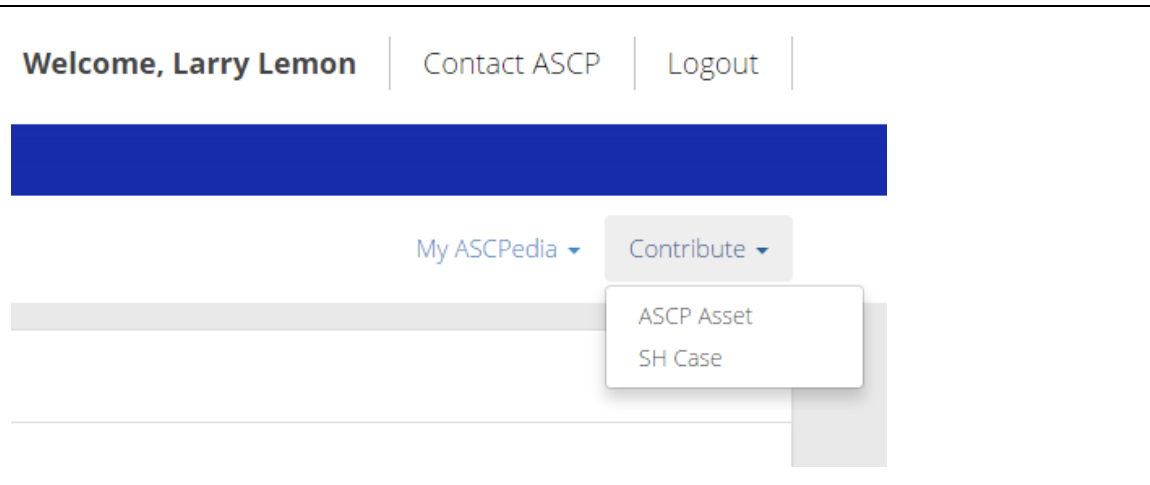 Welcome, Larry Lemon Contact ASCP Logout
My ASCPedia Contribute
ASCP Asset
SH Case